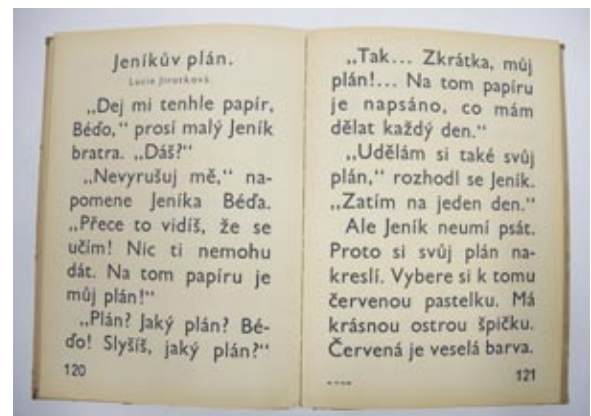 Jeníkův plán.
Lucie Jirotková.
„Dej mi tenhle papír,
Béďo,“ prosí malý Jeník
bratra. „Dáš?“
„Nevyrušuj mě,“ na-
pomene Jeníka Béďa.
„Přece to vidíš, že se
učím! Nic ti nemohu
dát. Na tom papíru je
můj plán!“
„Plán? Jaký plán? Bé-
ďo! Slyšíš, jaký plán?“
120
„Tak... Zkrátka, můj
plán!... Na tom papíru
je napsáno, co mám
dělat každý den.“
„Udělám si také svůj
plán,“ rozhodl se Jeník.
„Zatím na jeden den.“
Ale Jeník neumí psát.
Proto si svůj plán na-
kreslí. Vybere si k tomu
červenou pastelku. Má
krásnou ostrou špičku.
Červená je veselá barva.
121